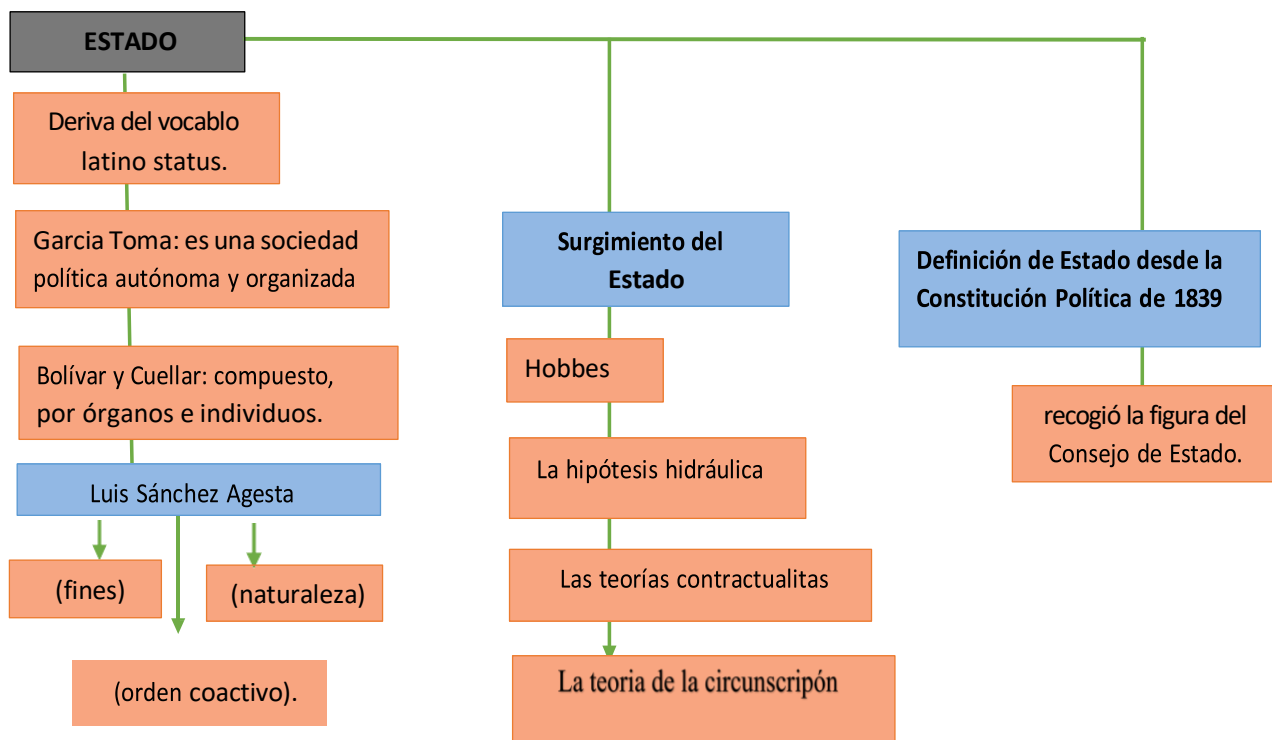 ESTADO
Deriva del vocablo
latino status.
Garcia Toma: es una sociedad
política autónoma y organizada
Bolívar y Cuellar: compuesto,
por órganos e individuos.
Luis Sánchez Agesta
(fines)
(naturaleza)
(orden coactivo).
Surgimiento del
Estado
Hobbes
La hipótesis hidráulica
Las teorías contractualitas
La teoria de la circunscripón
Definición de Estado desde la
Constitución Política de 1839
recogió la figura del
Consejo de Estado.